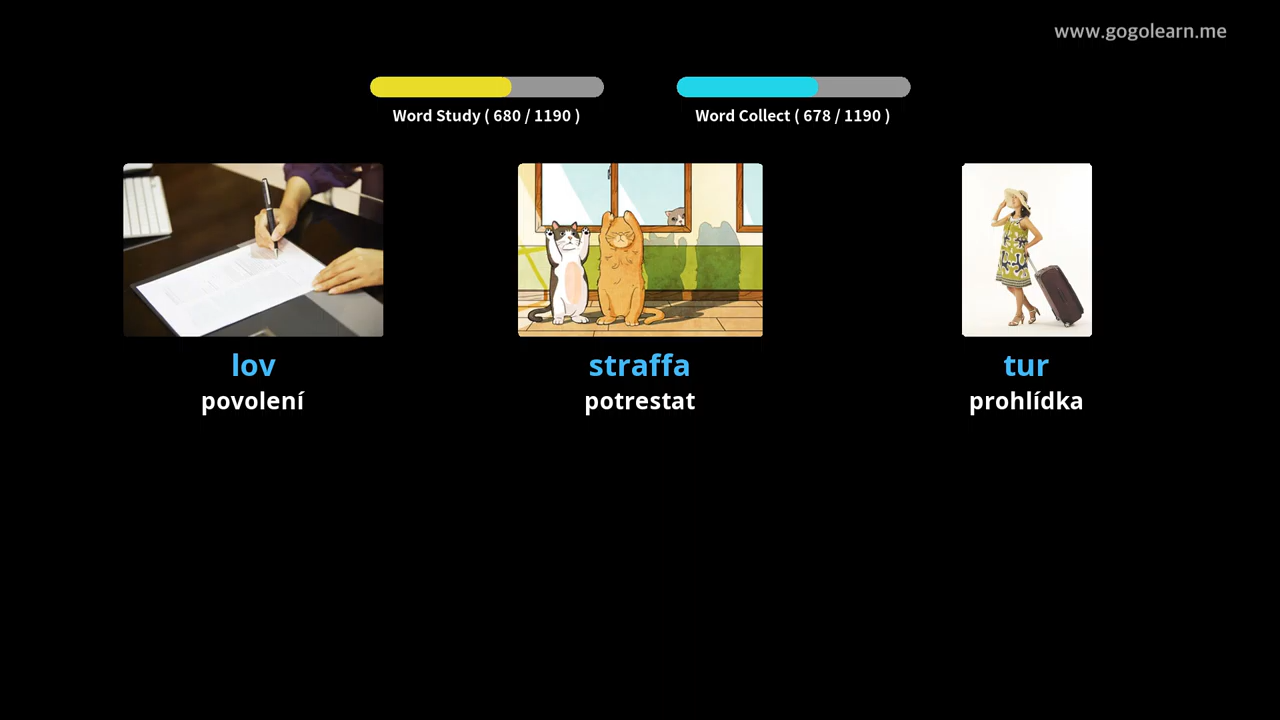 www.gogolearn.me
Word Study ( 680 / 1190 )
Word Collect ( 678 / 1190 )
lov
straffa
tur
povolení
potrestat
prohlídka